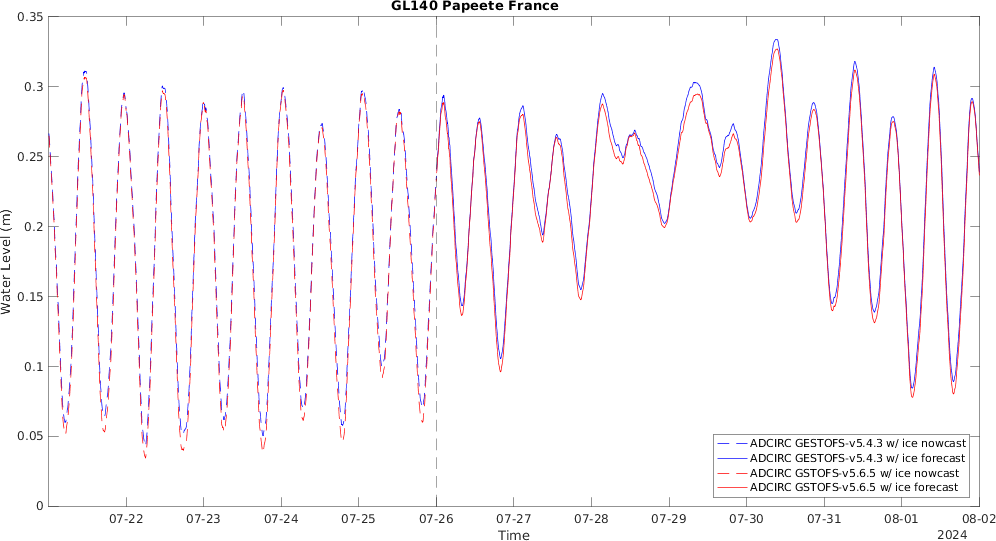 GL140 Papeete France
0.35
0.3
0.25
0.2
0.15
0.1
0.05
0
Water Level (m)
ADCIRC GESTOFS-v5.4.3 w/ ice nowcast
ADCIRC GESTOFS-v5.4.3 w/ ice forecast
ADCIRC GSTOFS-v5.6.5 w/ ice nowcast
ADCIRC GSTOFS-v5.6.5 w/ ice forecast
07-22 07-23 07-24 07-25 07-26 07-27 07-28 07-29 07-30 07-31 08-01 08-02
Time
2024